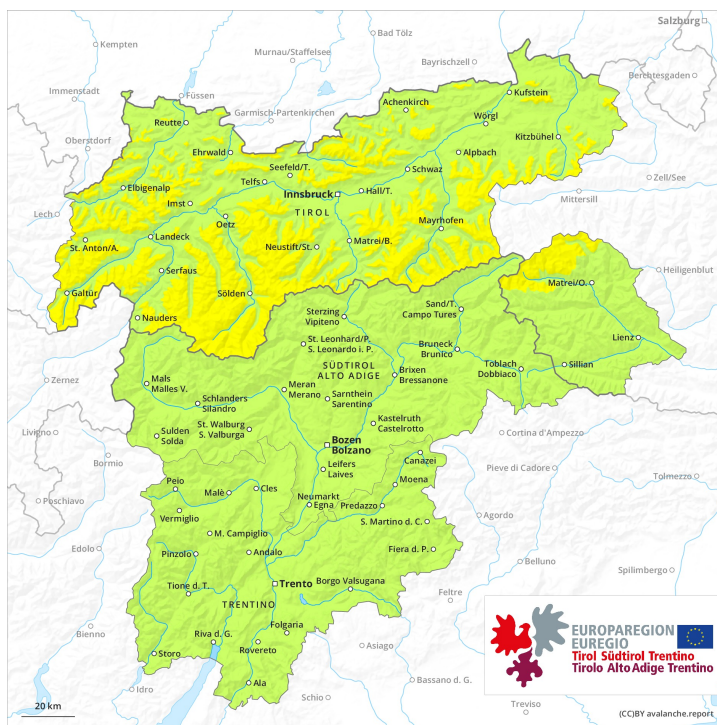 Salzburg
Bad Tölz
Kempten
Murnau/Staffelsee
Bayrischzell
Berchtesgaden
Immenstadt
Füssen
Kufstein
Garmisch-Partenkirchen
Achenkirch
Reutte
Wörgl
Oberstdorf
Ehrwald
Kitzbühel
Seefeld/T.
Alpbach
Schwaz
Zell/See
Telfs
Elbigenalp
Innsbruck
Hall/T.
Mittersill
Imst
TIROL
Lech
Oetz
Mayrhofen
St. Anton/A.
Landeck
Neustift/St.
Matrei/B.
Serfaus
Heiligenblut
Galtür
Sölden
Matrei/O.
Nauders
Sterzing
Vipiteno
Sand/T.
Campo Tures
Lienz
St. Leonhard/P.
S. Leonardo i. P.
Bruneck
Brunico
Toblach
Dobbiaco
Sillian
SÜDTIROL
ALTO ADIGE
Brixen
Bressanone
Zernez
Mals
Malles V.
Meran
Merano
Schlanders
Silandro
Sarnthein
Sarentino
Kastelruth
Castelrotto
Livigno
St. Walburg
S. Valburga
Sulden
Solda
Bozen
Bolzano
Cortina d'Ampezzo
Bormio
Leifers
Laives
Canazei
Pieve di Cadore
Tolmezzo
Peio
Moena
Poschiavo
Malè
Cles
Neumarkt
Egna
Predazzo
Vermiglio
Agordo
S. Martino d. C.
M. Campiglio
Edolo
Pinzolo
Andalo
Fiera d. P.
Belluno
Spilimbergo
Tione d. T.
Trento
Borgo Valsugana
Feltre
TRENTINO
Folgaria
Bienno
Riva d. G.
Rovereto
Storo
Asiago
Idro
Ala
Schio
Bassano d. G.
Treviso
EUROPAREGION
EUREGIO
Tirol Südtirol Trentino
Tirolo Alto Adige Trentino
20 km
(CC)BY avalanche.report